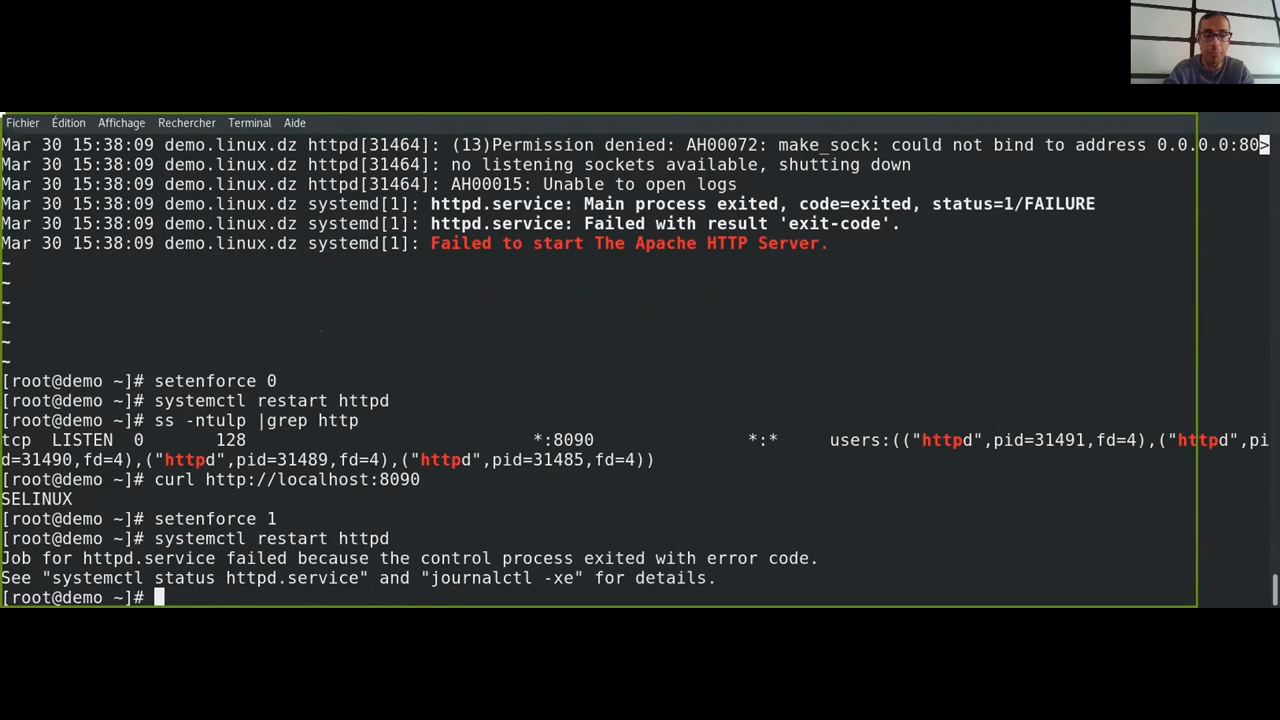 Fichier Édition Affichage Rechercher Terminal Aide
Mar 30 15:38:09 demo.linux.dz httpd[31464]: (13)Permission denied: AH00072: make_sock: could not bind to address 0.0.0.0:80>
Mar 30 15:38:09 demo.linux.dz httpd[31464]: no listening sockets available, shutting down
Mar 30 15:38:09 demo.linux.dz httpd[31464]: AH00015: Unable to open logs
Mar 30 15:38:09 demo.linux.dz systemd[1]: httpd.service: Main process exited, code=exited, status=1/FAILURE
Mar 30 15:38:09 demo.linux.dz systemd[1]: httpd.service: Failed with result 'exit-code'.
Mar 30 15:38:09 demo.linux.dz systemd[1]: Failed to start The Apache HTTP Server.
~
~
~
~
~
~
[root@demo ~]# setenforce 0
[root@demo ~]# systemctl restart httpd
[root@demo ~]# ss -ntulp |grep http
tcp LISTEN 0 128 *:8090 *:* users:(("httpd",pid=31491,fd=4),("httpd",pi
d=31490,fd=4),("httpd",pid=31489,fd=4),("httpd",pid=31485,fd=4))
[root@demo ~]# curl http://localhost:8090
SELINUX
[root@demo ~]# setenforce 1
[root@demo ~]# systemctl restart httpd
Job for httpd.service failed because the control process exited with error code.
See "systemctl status httpd.service" and "journalctl -xe" for details.
[root@demo ~]#